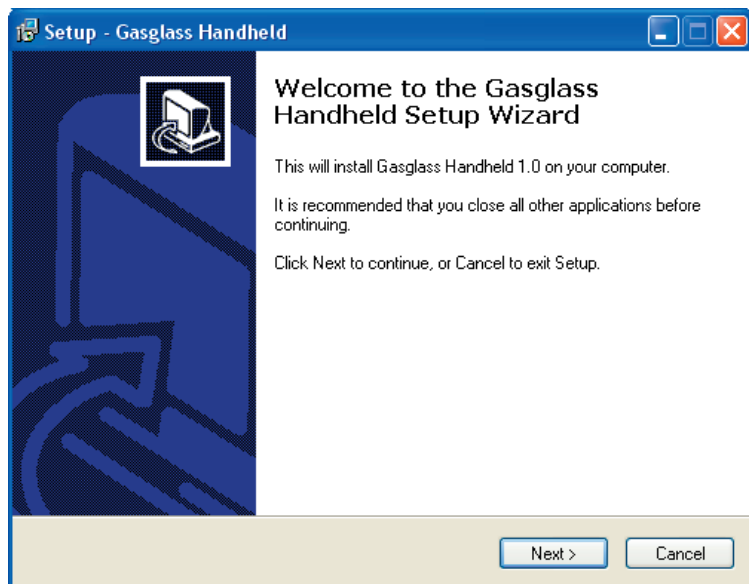 Setup - Gasglass Handheld
Welcome to the Gasglass
Handheld Setup Wizard
This will install Gasglass Handheld 1.0 on your computer.
It is recommended that you close all other applications before
continuing.
Click Next to continue, or Cancel to exit Setup.
Next >
Cancel